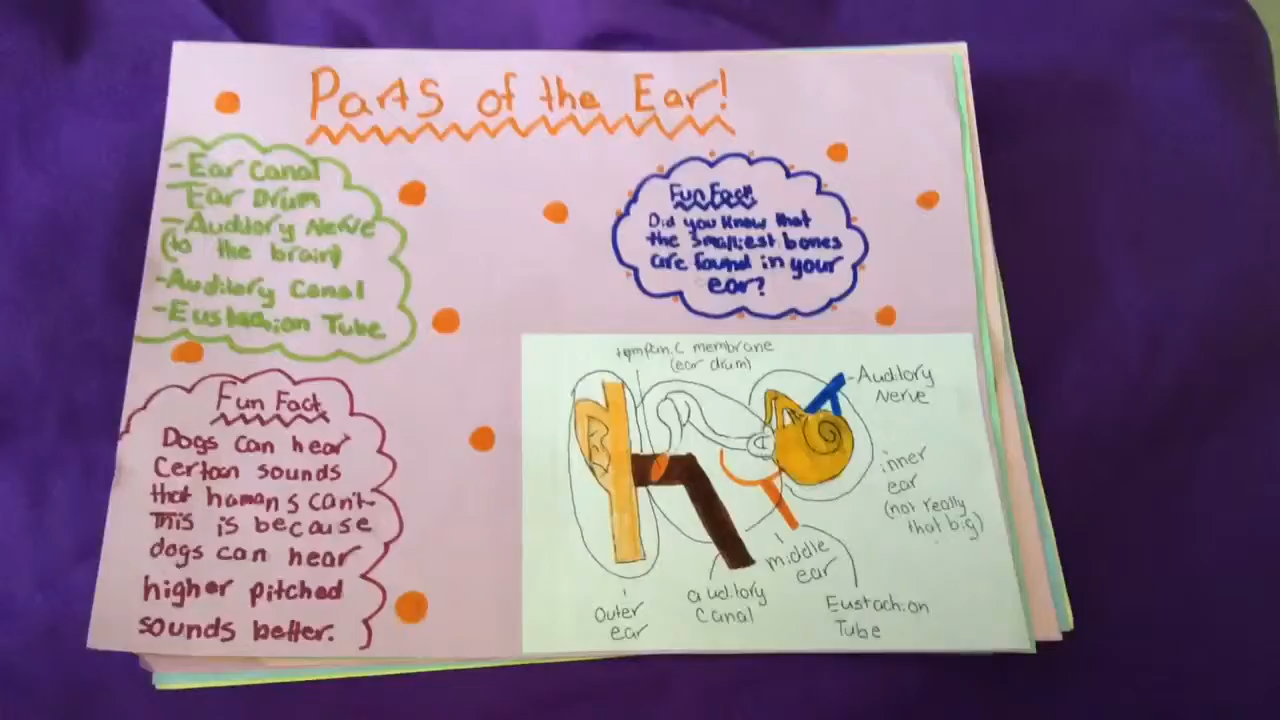 Parts of the Ear!
-Ear Canal
-Ear Drum
-Auditory Nerve
(to the brain)
-Auditory Canal
-Eustachion Tube
Fun Fact
Did you know that
the smallest bones
are found in your
ear?
Fun Fact
Dogs can hear
certain sounds
that humans can't
This is because
dogs can hear
higher pitched
sounds better.
tympanic membrane
(ear drum)
-Auditory
Nerve
inner
ear
(not really
that big)
middle
ear
auditory
canal
outer
ear
Eustachion
Tube